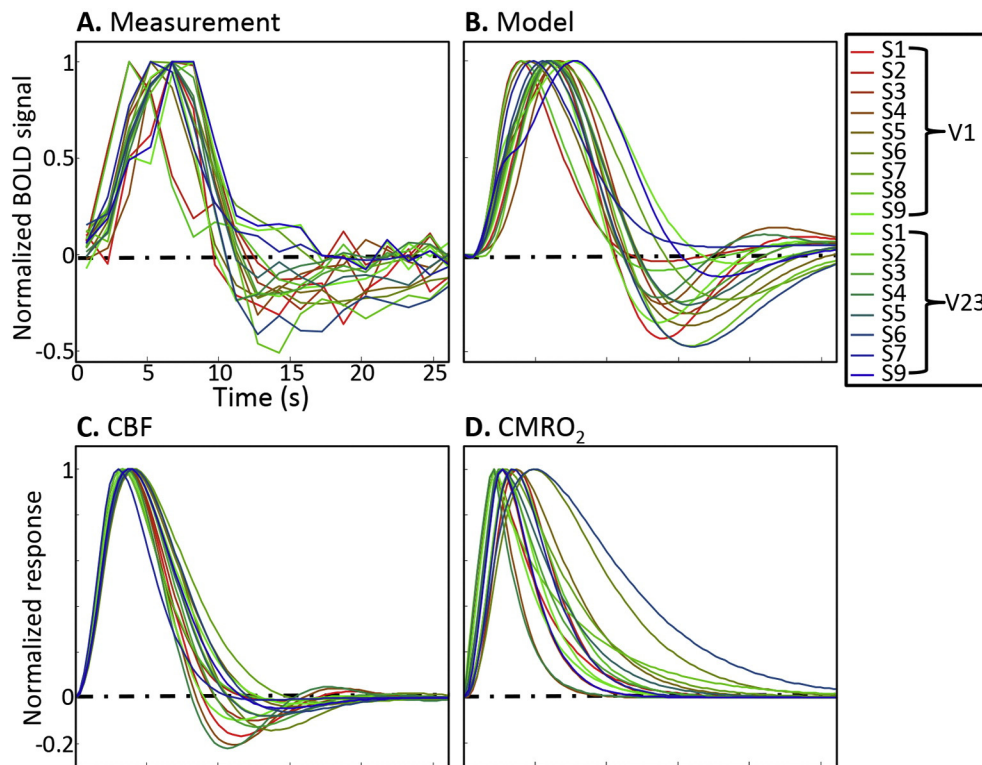 A. Measurement
B. Model
Normalized BOLD signal
1
0.5
0
-0.5
0 5 10 15 20 25
Time (s)
S1
S2
S3
S4
S5
S6
S7
S8
S9
V1
S1
S2
S3
S4
S5
S6
S7
S9
V23
C. CBF
D. CMRO₂
Normalized response
1
0
-0.2